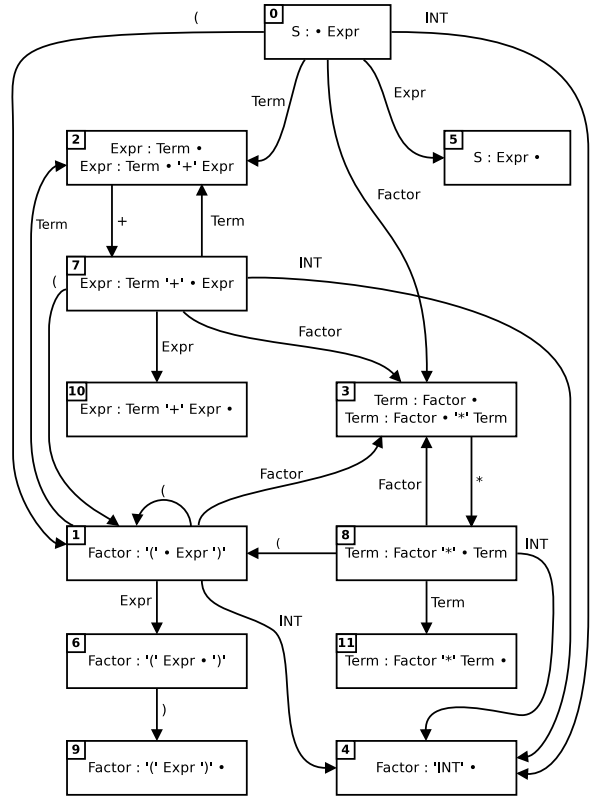 0
S : • Expr
(
INT
Term
Expr
2
Expr : Term •
Expr : Term • '+' Expr
5
S : Expr •
Factor
Term
+
Term
7
Expr : Term '+' • Expr
(
INT
Expr
Factor
10
Expr : Term '+' Expr •
3
Term : Factor •
Term : Factor • '*' Term
Factor
(
Factor
*
1
Factor : '(' • Expr ')'
(
8
Term : Factor '*' • Term
INT
Expr
INT
Term
6
Factor : '(' Expr • ')'
11
Term : Factor '*' Term •
)
9
Factor : '(' Expr ')' •
4
Factor : 'INT' •